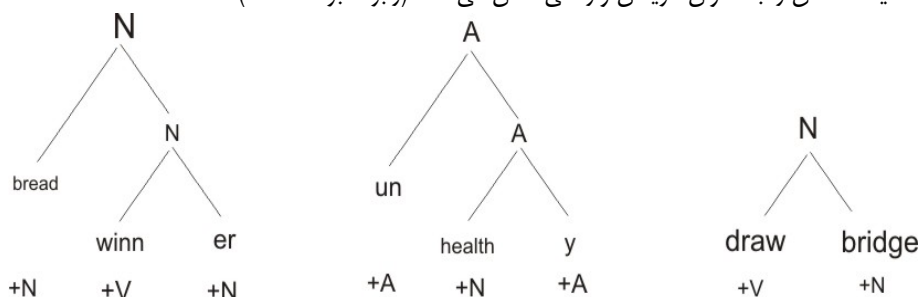 N A
N A N
bread un
winn er health y draw bridge
+N +V +N +A +N +A +V +N